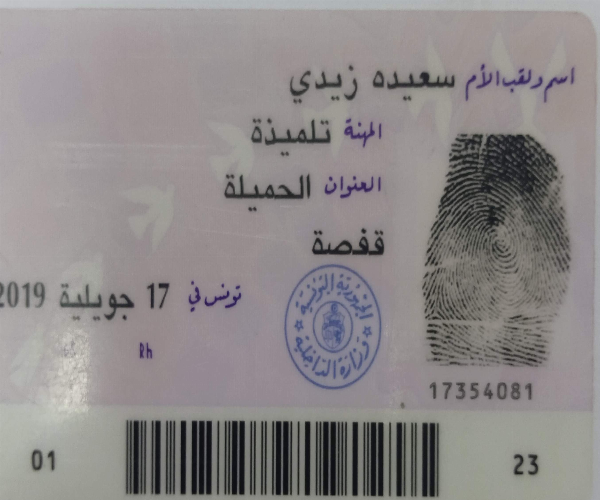 اسم ولقب الأم سعيده زيدي
المهنة تلميذة
العنوان الحميلة
قفصة
تونس في 17 جويلية 2019
Rh
الجمهورية التونسية
وزارة الداخلية
17354081
01
23